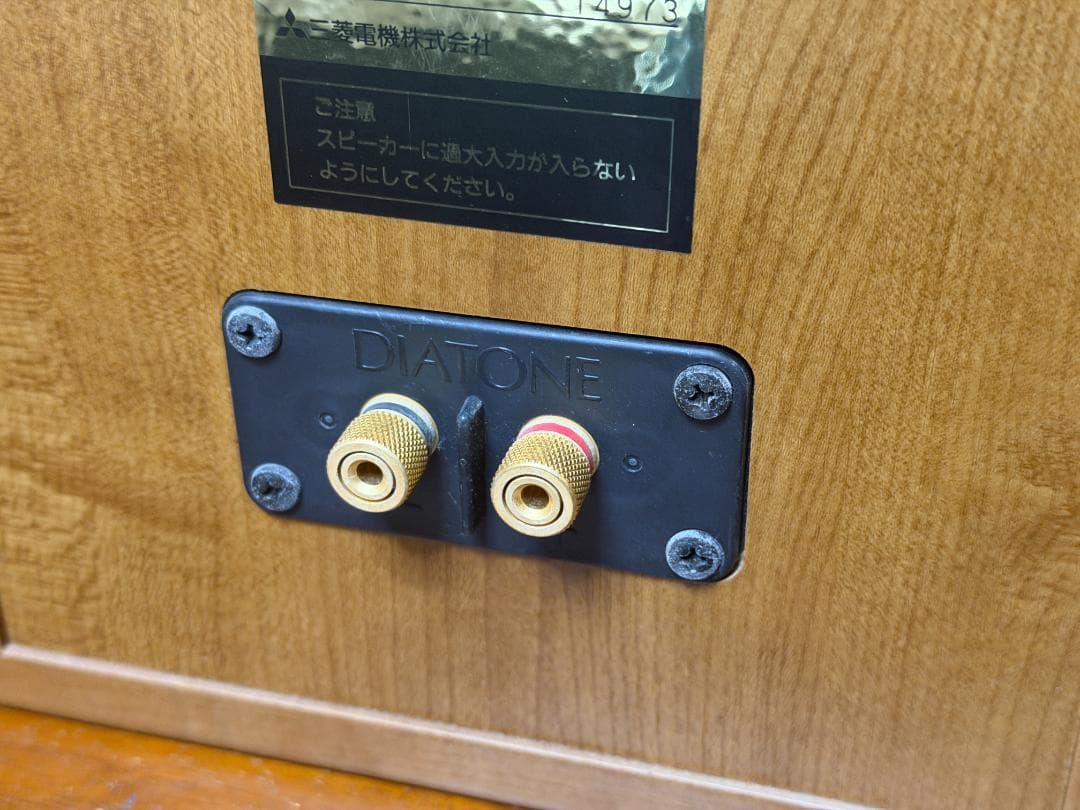 14973
三菱電機株式会社
ご注意
スピーカーに過大入力が入らない
ようにしてください。
DIATONE